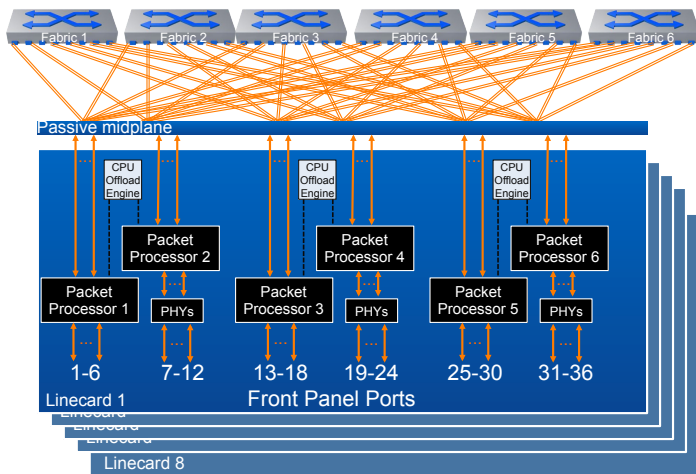 Fabric 1 Fabric 2 Fabric 3 Fabric 4 Fabric 5 Fabric 6
Passive midplane
CPU Offload Engine
CPU Offload Engine
CPU Offload Engine
Packet Processor 2
Packet Processor 4
Packet Processor 6
Packet Processor 1
PHYs
Packet Processor 3
PHYs
Packet Processor 5
PHYs
1-6 7-12 13-18 19-24 25-30 31-36
Linecard 1 Front Panel Ports
Linecard
Linecard
Linecard
Linecard 8